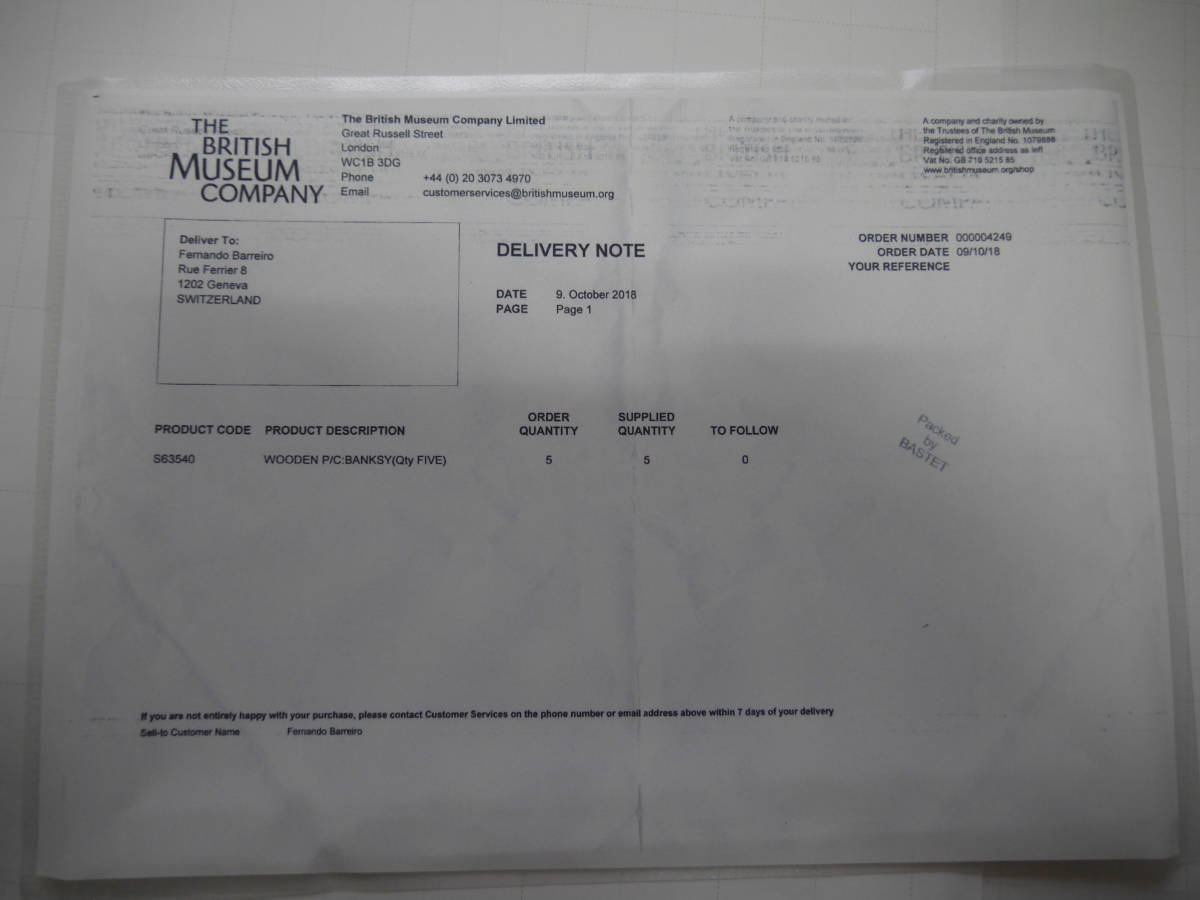 THE
BRITISH
MUSEUM
COMPANY
The British Museum Company Limited
Great Russell Street
London
WC1B 3DG
Phone +44 (0) 20 3073 4970
Email customerservices@britishmuseum.org
A company and charity owned by
the Trustees of The British Museum
Registered in England No. 1079888
Registered office address as left
Vat No. GB 719 5215 85
www.britishmuseum.org/shop
Deliver To:
Fernando Barreiro
Rue Ferrier 8
1202 Geneva
SWITZERLAND
DELIVERY NOTE
DATE 9. October 2018
PAGE Page 1
ORDER NUMBER 000004249
ORDER DATE 09/10/18
YOUR REFERENCE
PRODUCT CODE PRODUCT DESCRIPTION ORDER QUANTITY SUPPLIED QUANTITY TO FOLLOW
S63540 WOODEN P/C:BANKSY(Qty FIVE) 5 5 0
Packed
by
BASTET
If you are not entirely happy with your purchase, please contact Customer Services on the phone number or email address above within 7 days of your delivery
Sell-to Customer Name Fernando Barreiro